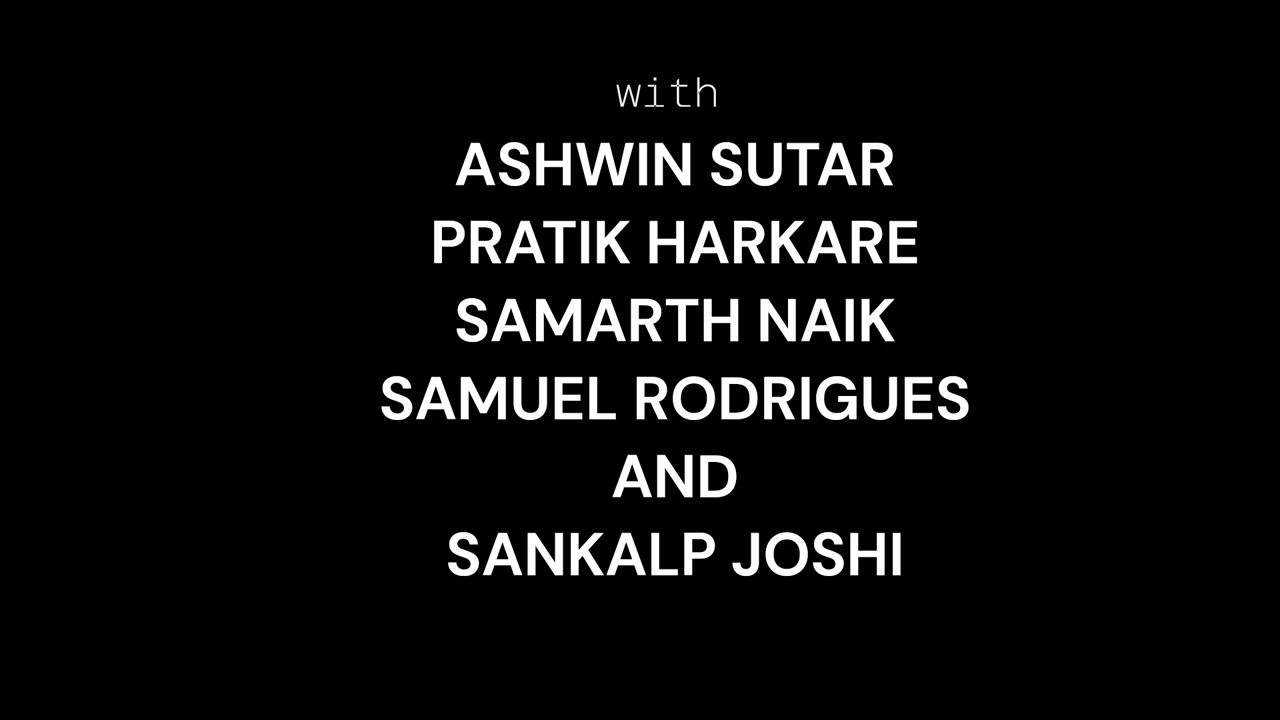 with
ASHWIN SUTAR
PRATIK HARKARE
SAMARTH NAIK
SAMUEL RODRIGUES
AND
SANKALP JOSHI